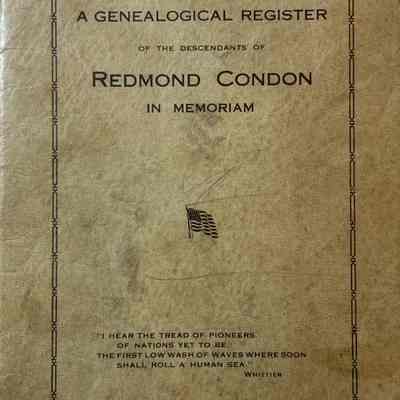 A GENEALOGICAL REGISTER
OF THE DESCENDANTS OF
REDMOND CONDON
IN MEMORIAM
"I HEAR THE TREAD OF PIONEERS
OF NATIONS YET TO BE:
THE FIRST LOW WASH OF WAVES WHERE SOON
SHALL ROLL A HUMAN SEA."
WHITTIER